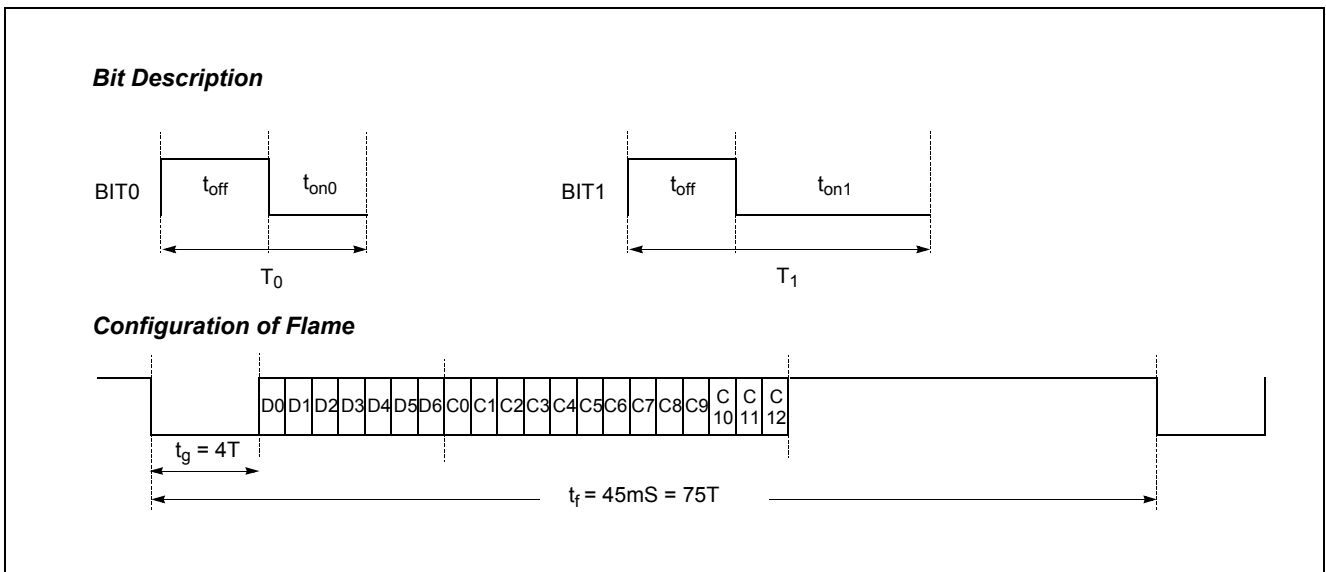 Bit Description
BIT0 toff ton0 BIT1 toff ton1
T0 T1
Configuration of Flame
D0 D1 D2 D3 D4 D5 D6 C0 C1 C2 C3 C4 C5 C6 C7 C8 C9 C 10 C 11 C 12
tg = 4T
tf = 45mS = 75T